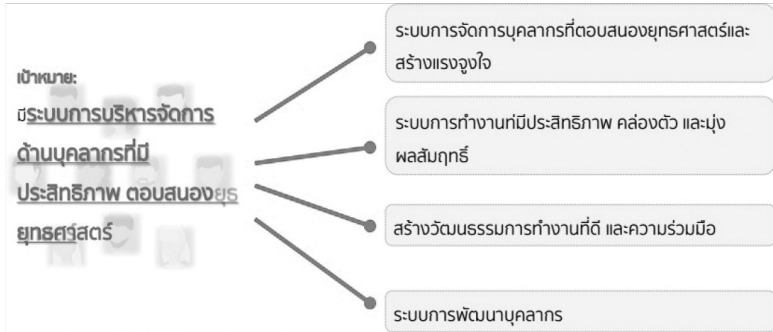 เป้าหมาย:
มีระบบการบริหารจัดการ
ด้านบุคลากรที่มี
ประสิทธิภาพ ตอบสนองยุธ
ยุทธศร์สตร์
ระบบการจัดการบุคลากรที่ตอบสนองยุทธศาสตร์และ
สร้างแรงจูงใจ
ระบบการทำงานท่มีประสิทธิภาพ คล่องตัว และมุ่ง
ผลสัมฤทธิ์
สร้างวัฒนธรรมการทำงานที่ดี และความร่วมมือ
ระบบการพัฒนาบุคลากร